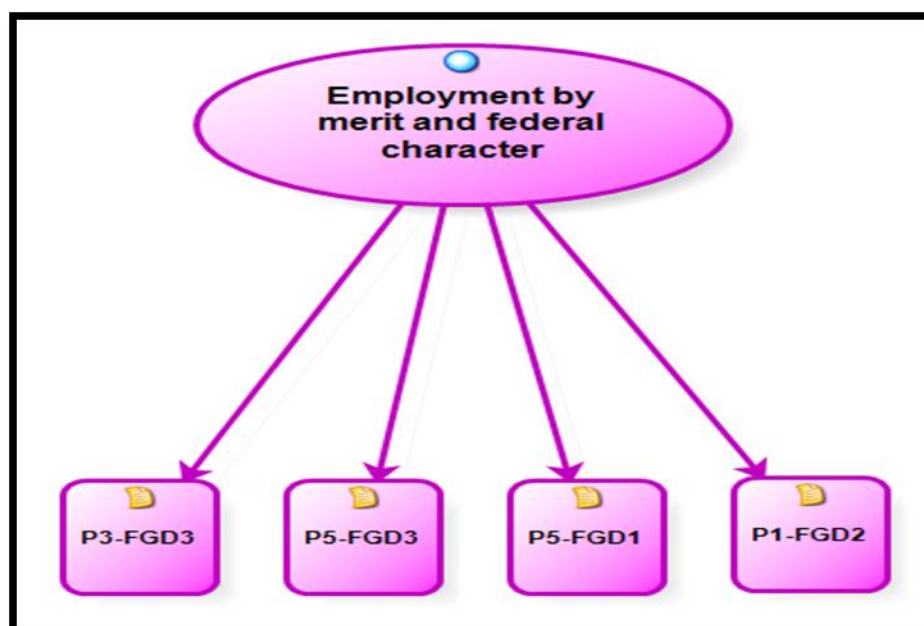 Employment by
merit and federal
character
P3-FGD3
P5-FGD3
P5-FGD1
P1-FGD2